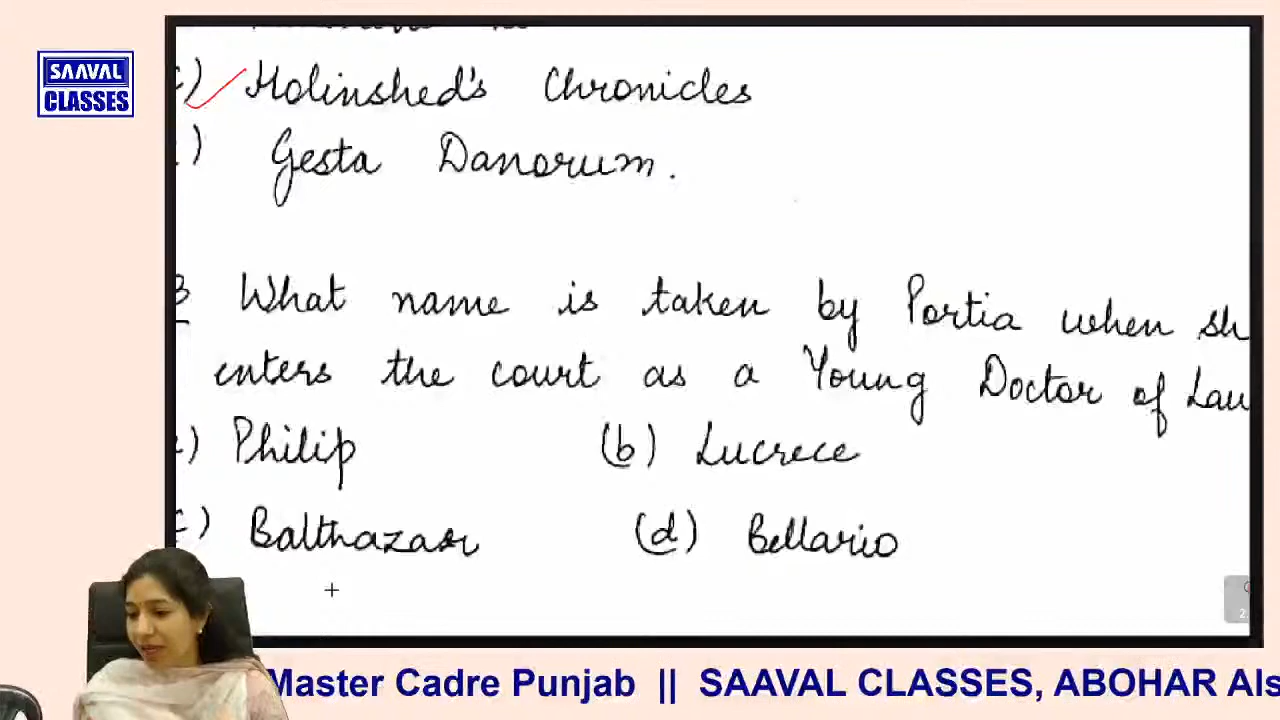 SAAVAL
CLASSES
Holinshed's Chronicles
Gesta Danorum.
3 What name is taken by Portia when sh
enters the court as a Young Doctor of Law
Philip (b) Lucrece
c) Balthazar (d) Bellario
Master Cadre Punjab || SAAVAL CLASSES, ABOHAR Als